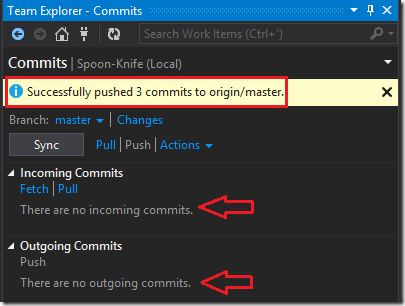 Team Explorer - Commits
Search Work Items (Ctrl+')
Commits | Spoon-Knife (Local)
Successfully pushed 3 commits to origin/master.
Branch: master | Changes
Sync Pull | Push | Actions
Incoming Commits
Fetch | Pull
There are no incoming commits.
Outgoing Commits
Push
There are no outgoing commits.